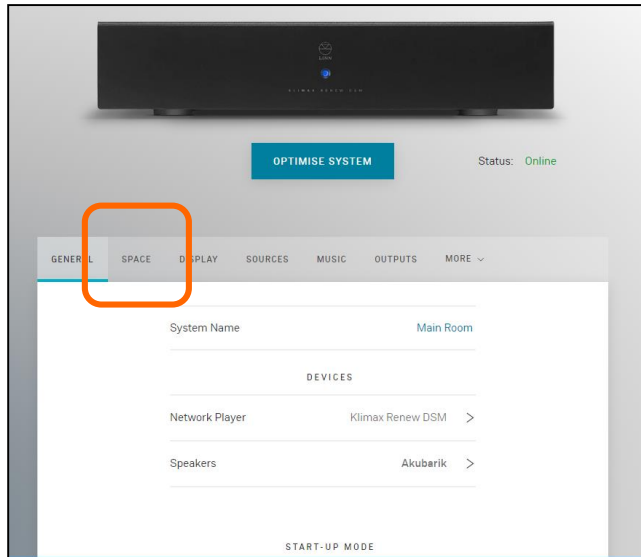 LINN
KLIMAX RENEW DSM
OPTIMISE SYSTEM
Status: Online
GENERAL SPACE DISPLAY SOURCES MUSIC OUTPUTS MORE
System Name Main Room
DEVICES
Network Player Klimax Renew DSM
Speakers Akubarik
START-UP MODE